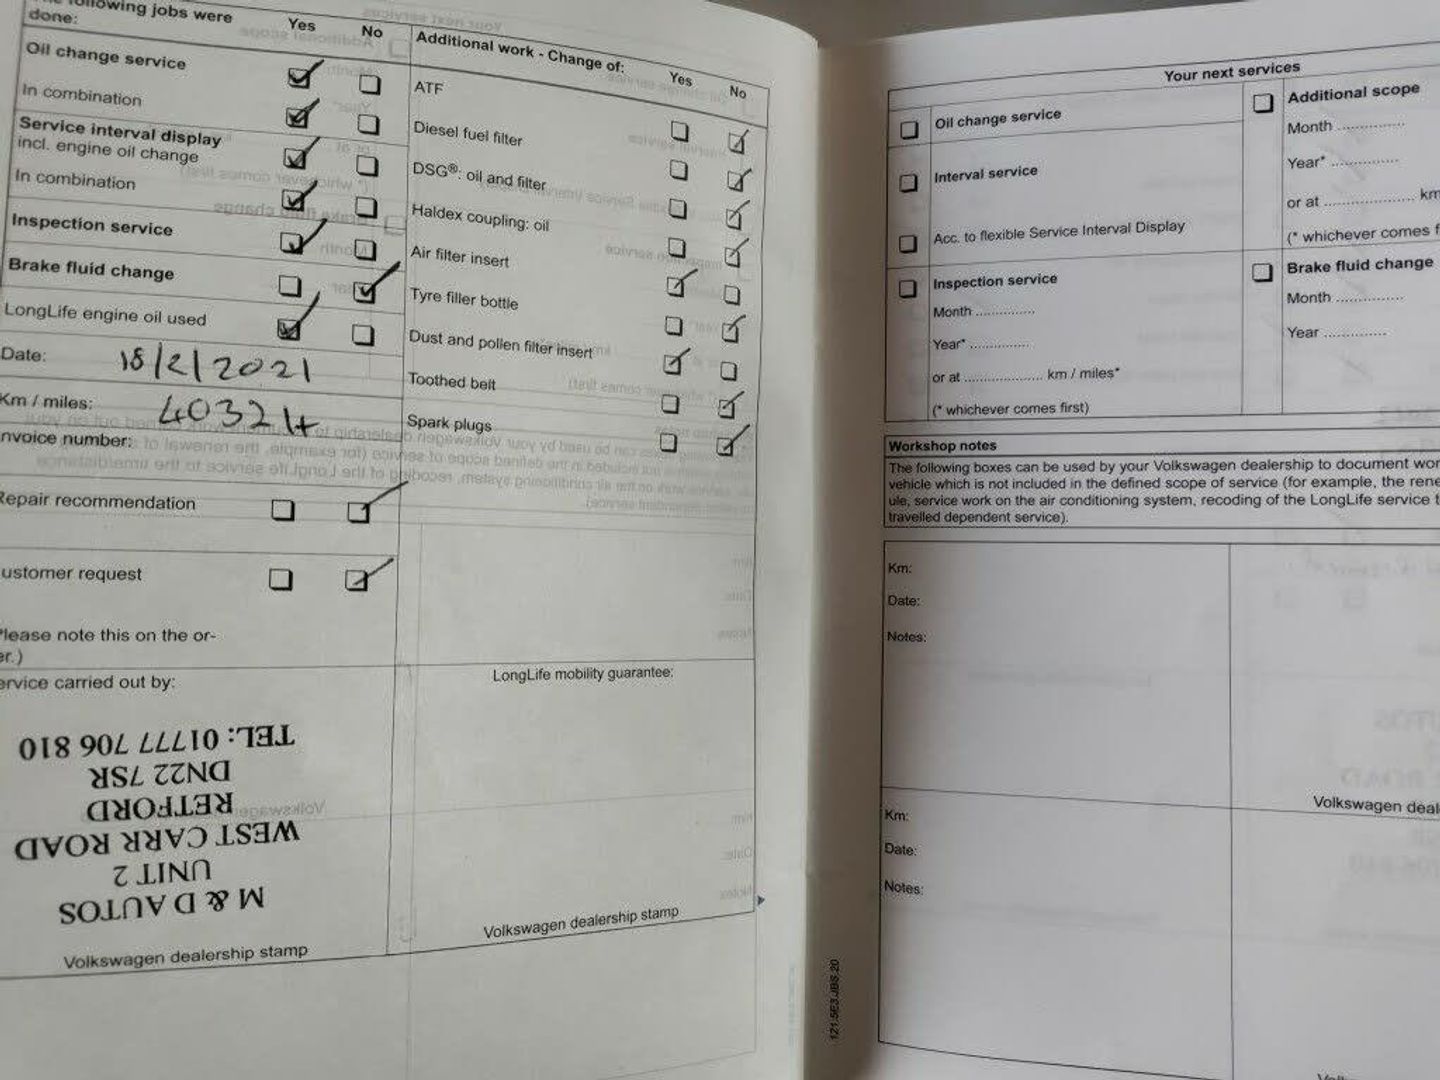 following jobs were
done:
Yes
No
Oil change service
In combination
Service interval display
incl. engine oil change
In combination
Inspection service
Brake fluid change
LongLife engine oil used
Date: 18/2/2021
Km / miles: 40324
nvoice number:
Repair recommendation
ustomer request
Please note this on the or-
er.)
ervice carried out by:
M & D AUTOS
UNIT 2
WEST CARR ROAD
RETFORD
DN22 7SR
TEL: 01777 706 810
Volkswagen dealership stamp
Additional work - Change of:
Yes
No
ATF
Diesel fuel filter
DSG®: oil and filter
Haldex coupling: oil
Air filter insert
Tyre filler bottle
Dust and pollen filter insert
Toothed belt
Spark plugs
LongLife mobility guarantee:
Volkswagen dealership stamp
121.5E3.JBS.20
Your next services
Oil change service
Interval service
Acc. to flexible Service Interval Display
Inspection service
Month ..............
Year* ..............
or at ................... km / miles*
(* whichever comes first)
Additional scope
Month ..............
Year* ..............
or at ................... km
(* whichever comes f
Brake fluid change
Month ..............
Year ..............
Workshop notes
The following boxes can be used by your Volkswagen dealership to document wor
vehicle which is not included in the defined scope of service (for example, the rene
ule, service work on the air conditioning system, recoding of the LongLife service t
travelled dependent service).
Km:
Date:
Notes:
Volkswagen deal
Km:
Date:
Notes: